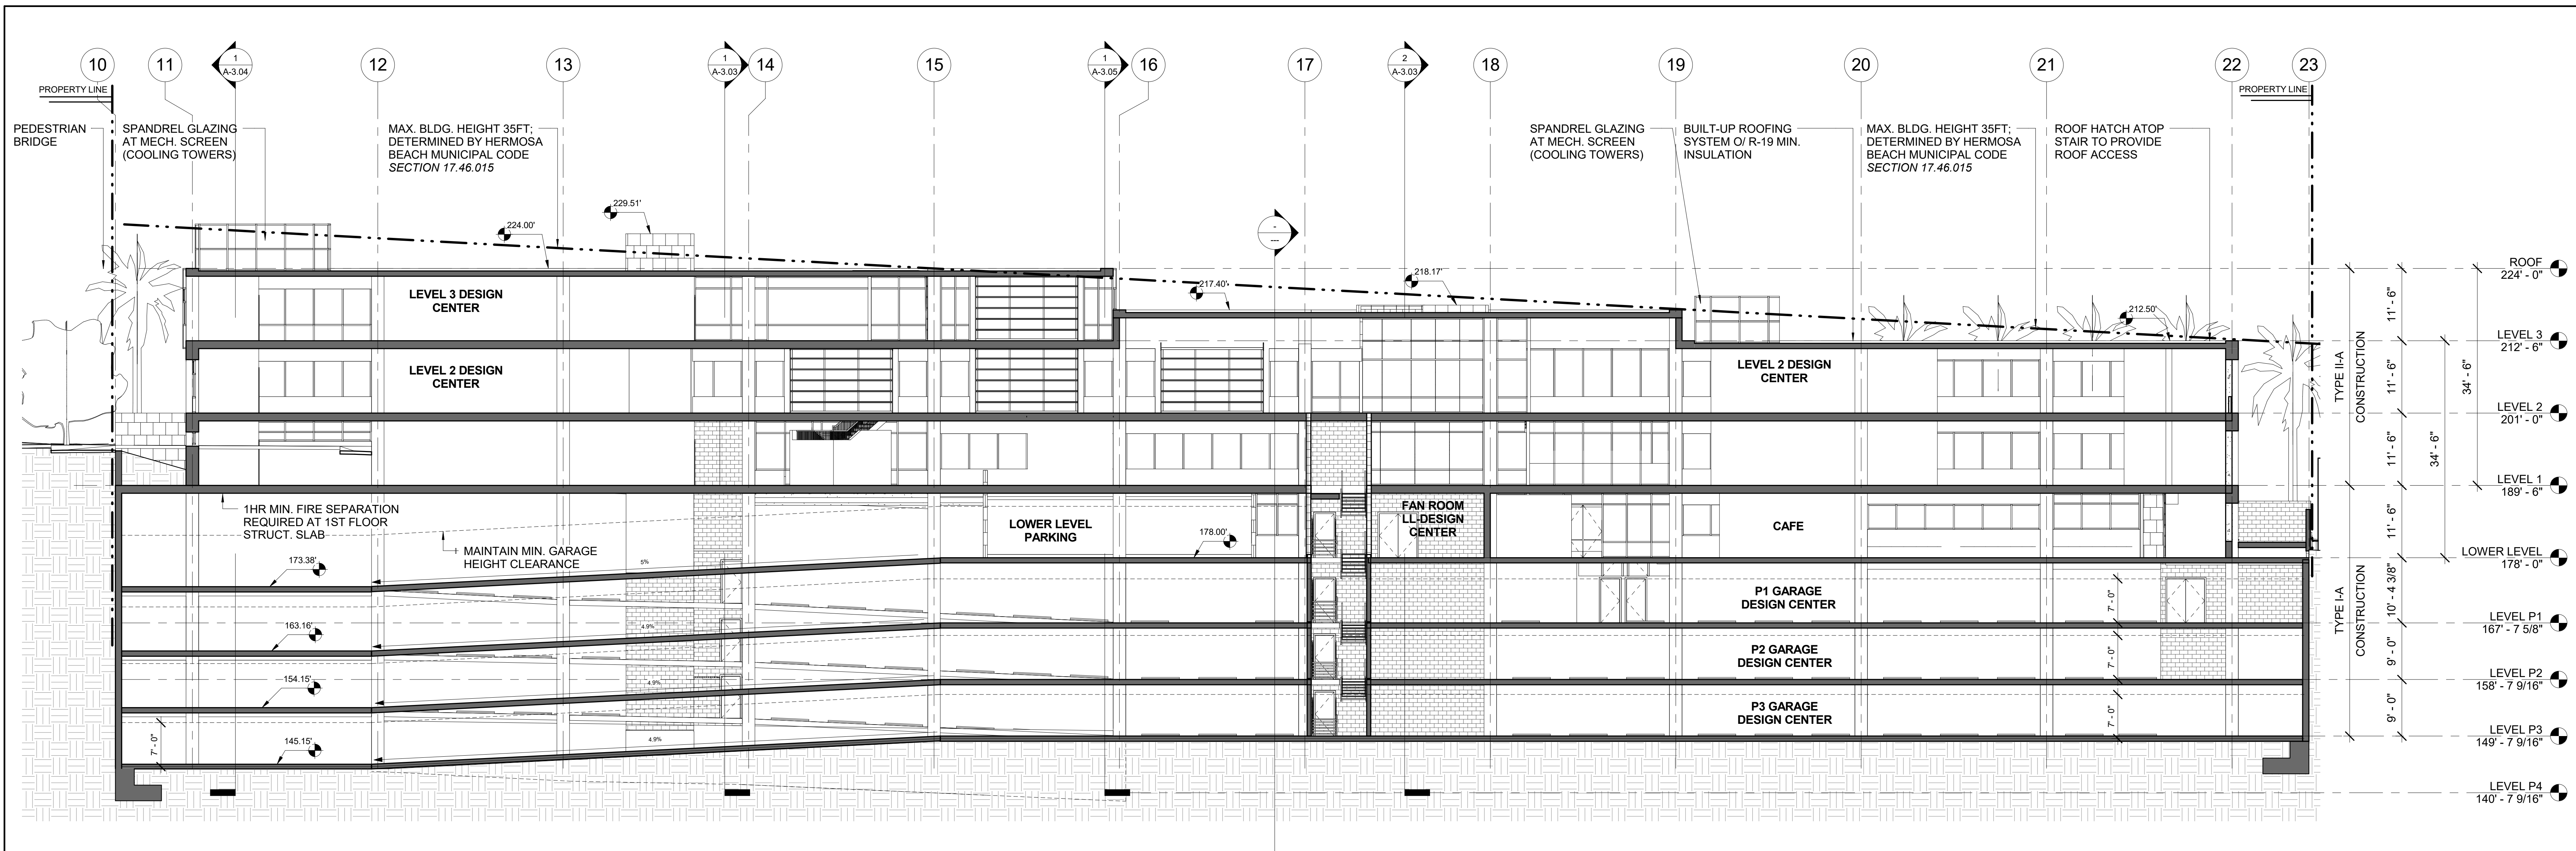 10
11
1
A-3.04
12
13
1
A-3.03
14
15
1
A-3.05
16
17
2
A-3.03
18
19
20
21
22
23
PROPERTY LINE
PROPERTY LINE
PEDESTRIAN
BRIDGE
SPANDREL GLAZING
AT MECH. SCREEN
(COOLING TOWERS)
MAX. BLDG. HEIGHT 35FT;
DETERMINED BY HERMOSA
BEACH MUNICIPAL CODE
SECTION 17.46.015
SPANDREL GLAZING
AT MECH. SCREEN
(COOLING TOWERS)
BUILT-UP ROOFING
SYSTEM O/ R-19 MIN.
INSULATION
MAX. BLDG. HEIGHT 35FT;
DETERMINED BY HERMOSA
BEACH MUNICIPAL CODE
SECTION 17.46.015
ROOF HATCH ATOP
STAIR TO PROVIDE
ROOF ACCESS
229.51'
224.00'
-
---
218.17'
217.40'
212.50'
LEVEL 3 DESIGN
CENTER
LEVEL 2 DESIGN
CENTER
LEVEL 2 DESIGN
CENTER
1HR MIN. FIRE SEPARATION
REQUIRED AT 1ST FLOOR
STRUCT. SLAB
MAINTAIN MIN. GARAGE
HEIGHT CLEARANCE
LOWER LEVEL
PARKING
178.00'
FAN ROOM
LL-DESIGN
CENTER
CAFE
173.38'
5%
P1 GARAGE
DESIGN CENTER
7' - 0"
163.16'
4.9%
P2 GARAGE
DESIGN CENTER
7' - 0"
154.15'
4.9%
P3 GARAGE
DESIGN CENTER
7' - 0"
7' - 0"
145.15'
4.9%
TYPE II-A
CONSTRUCTION
TYPE I-A
CONSTRUCTION
11' - 6"
11' - 6"
11' - 6"
11' - 6"
10' - 4 3/8"
9' - 0"
9' - 0"
34' - 6"
34' - 6"
ROOF
224' - 0"
LEVEL 3
212' - 6"
LEVEL 2
201' - 0"
LEVEL 1
189' - 6"
LOWER LEVEL
178' - 0"
LEVEL P1
167' - 7 5/8"
LEVEL P2
158' - 7 9/16"
LEVEL P3
149' - 7 9/16"
LEVEL P4
140' - 7 9/16"